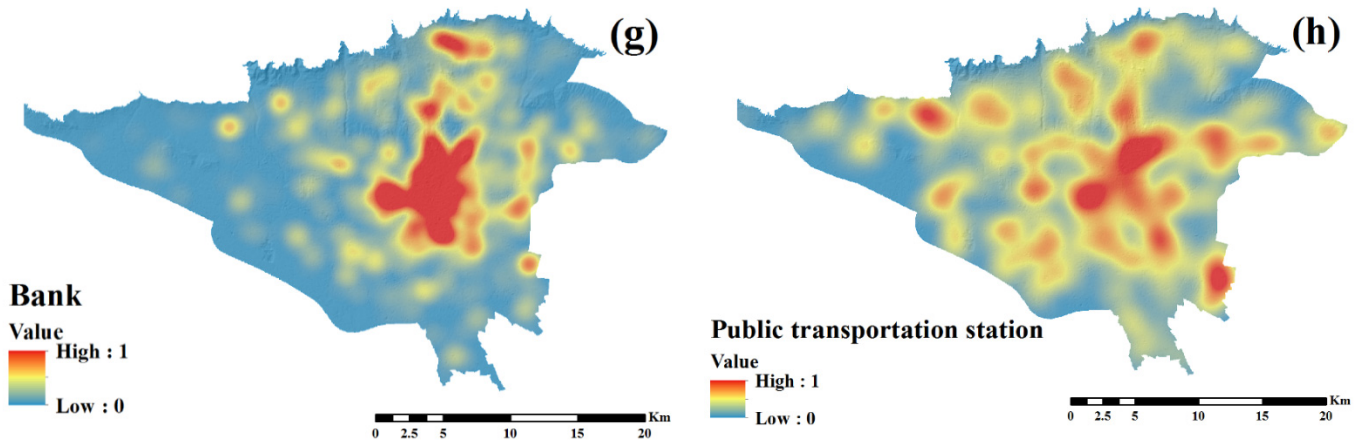 (g)
Bank
Value
High : 1
Low : 0
Km
0 2.5 5 10 15 20
(h)
Public transportation station
Value
High : 1
Low : 0
Km
0 2.5 5 10 15 20